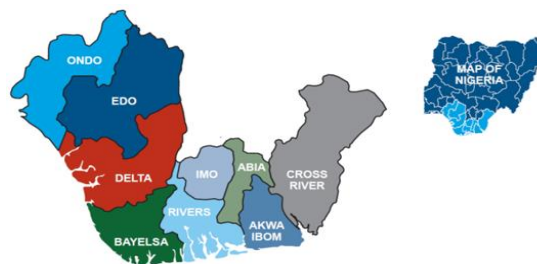 ONDO
EDO
DELTA
BAYELSA
RIVERS
IMO
ABIA
AKWA
IBOM
CROSS
RIVER
MAP OF
NIGERIA